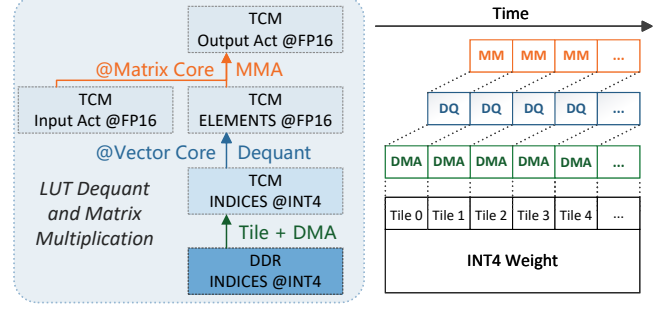 TCM
Output Act @FP16
@Matrix Core
MMA
TCM
Input Act @FP16
TCM
ELEMENTS @FP16
@Vector Core
Dequant
LUT Dequant
and Matrix
Multiplication
TCM
INDICES @INT4
Tile + DMA
DDR
INDICES @INT4
Time
MM MM MM ...
DQ DQ DQ DQ ...
DMA DMA DMA DMA DMA ...
Tile 0 Tile 1 Tile 2 Tile 3 Tile 4 ...
INT4 Weight